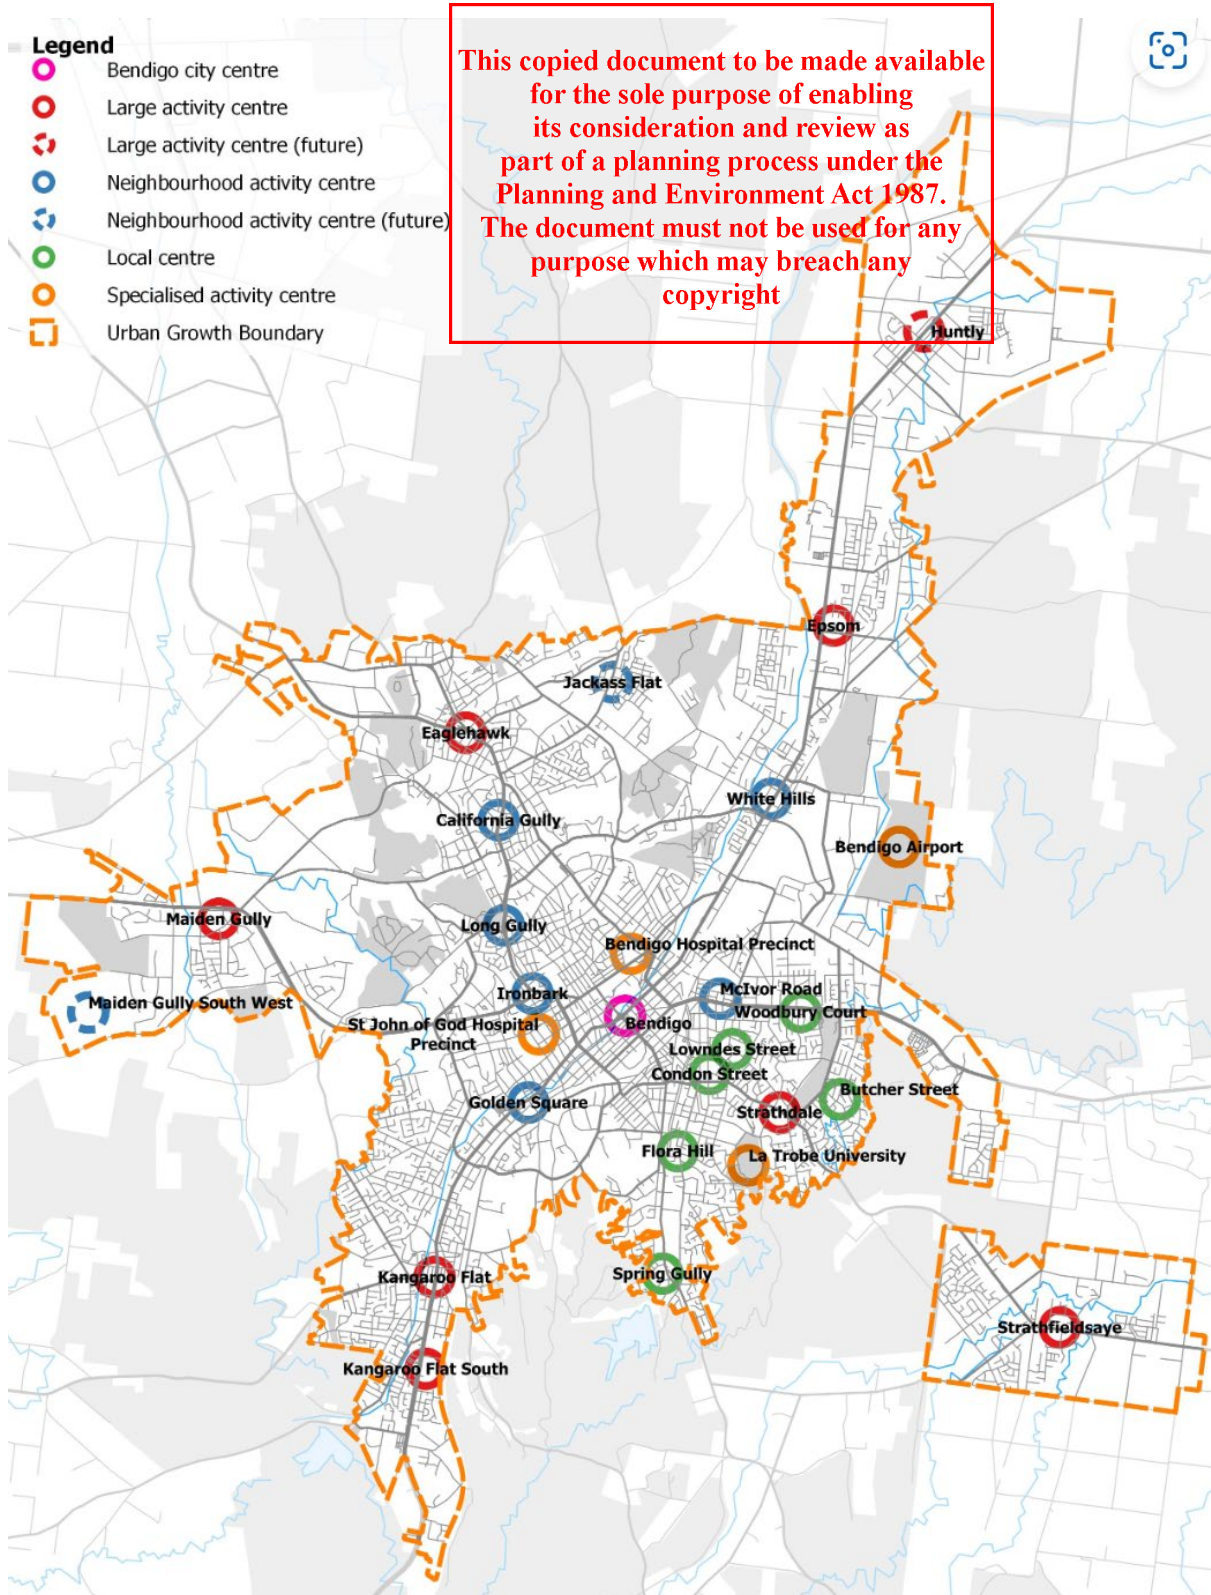 Legend
Bendigo city centre
Large activity centre
Large activity centre (future)
Neighbourhood activity centre
Neighbourhood activity centre (future)
Local centre
Specialised activity centre
Urban Growth Boundary
This copied document to be made available
for the sole purpose of enabling
its consideration and review as
part of a planning process under the
Planning and Environment Act 1987.
The document must not be used for any
purpose which may breach any
copyright
Huntly
Epsom
Jackass Flat
Eaglehawk
White Hills
California Gully
Bendigo Airport
Maiden Gully
Long Gully
Bendigo Hospital Precinct
McIvor Road
Ironbark
Maiden Gully South West
Woodbury Court
St John of God Hospital
Precinct
Bendigo
Lowndes Street
Condon Street
Butcher Street
Golden Square
Strathdale
Flora Hill
La Trobe University
Spring Gully
Kangaroo Flat
Strathfieldsaye
Kangaroo Flat South